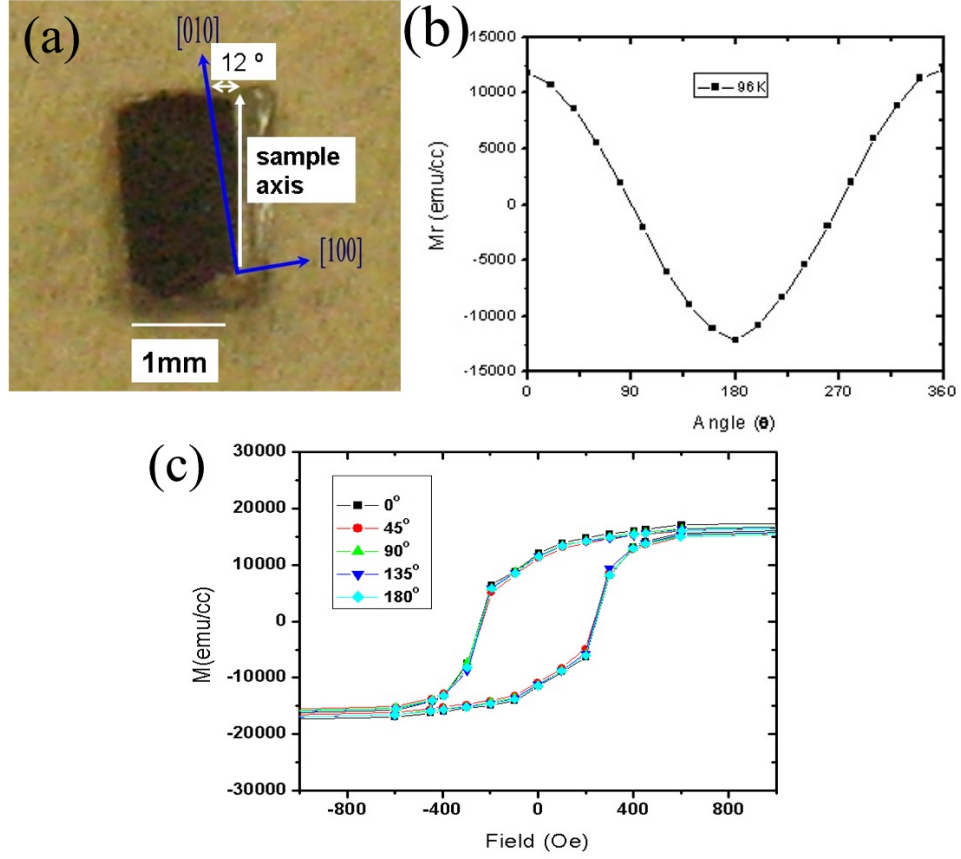 (a)
[010]
12 º
sample
axis
[100]
1mm
(b)
15000
10000
5000
0
-5000
-10000
-15000
Mr (emu/cc)
96K
0
90
180
270
360
Angle (θ)
(c)
30000
20000
10000
0
-10000
-20000
-30000
M(emu/cc)
0°
45°
90°
135°
180°
-800
-400
0
400
800
Field (Oe)